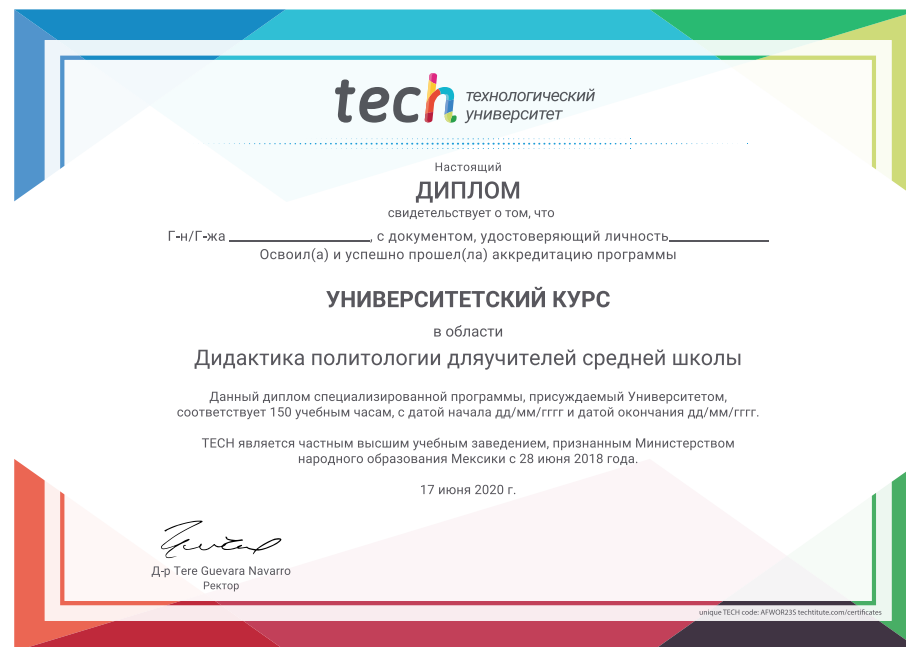 tech технологический
университет
Настоящий
ДИПЛОМ
свидетельствует о том, что
Г-н/Г-жа ____________________, с документом, удостоверяющий личность______________
Освоил(а) и успешно прошел(ла) аккредитацию программы
УНИВЕРСИТЕТСКИЙ КУРС
в области
Дидактика политологии дляучителей средней школы
Данный диплом специализированной программы, присуждаемый Университетом,
соответствует 150 учебным часам, с датой начала дд/мм/гггг и датой окончания дд/мм/гггг.
TECH является частным высшим учебным заведением, признанным Министерством
народного образования Мексики с 28 июня 2018 года.
17 июня 2020 г.
Д-р Tere Guevara Navarro
Ректор
unique TECH code: AFWOR23S techtitute.com/certificates